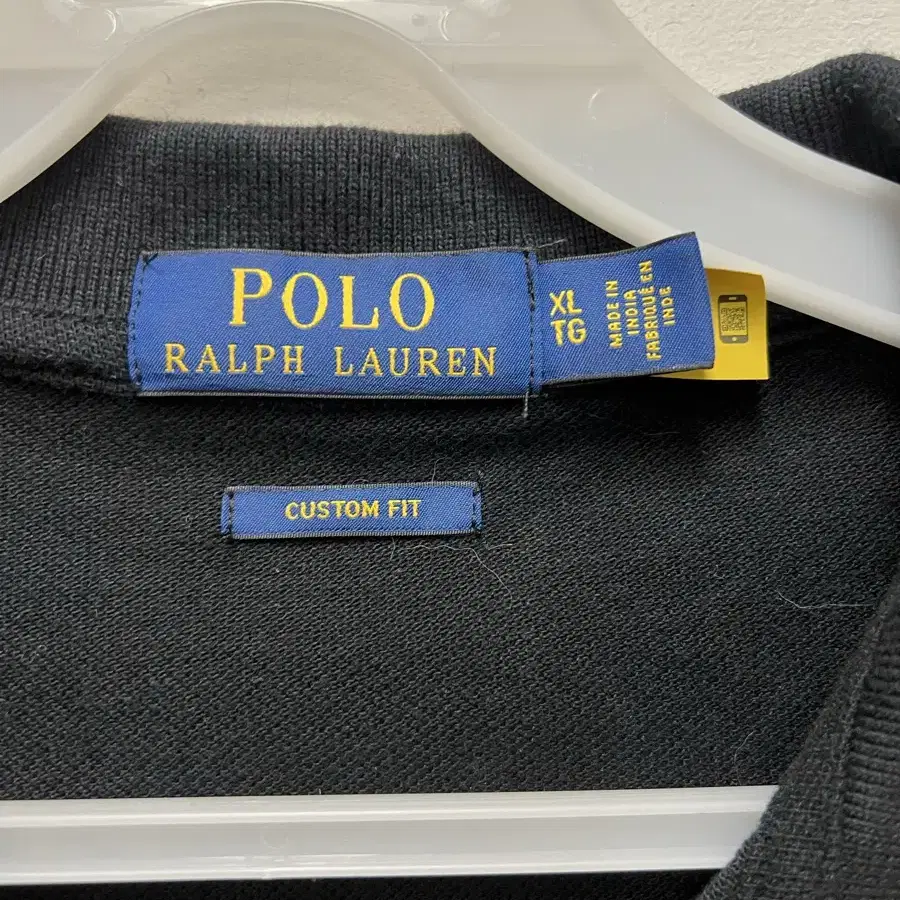 POLO
RALPH LAUREN
XL
TG
MADE IN
INDIA
FABRIQUÉ EN
INDE
CUSTOM FIT